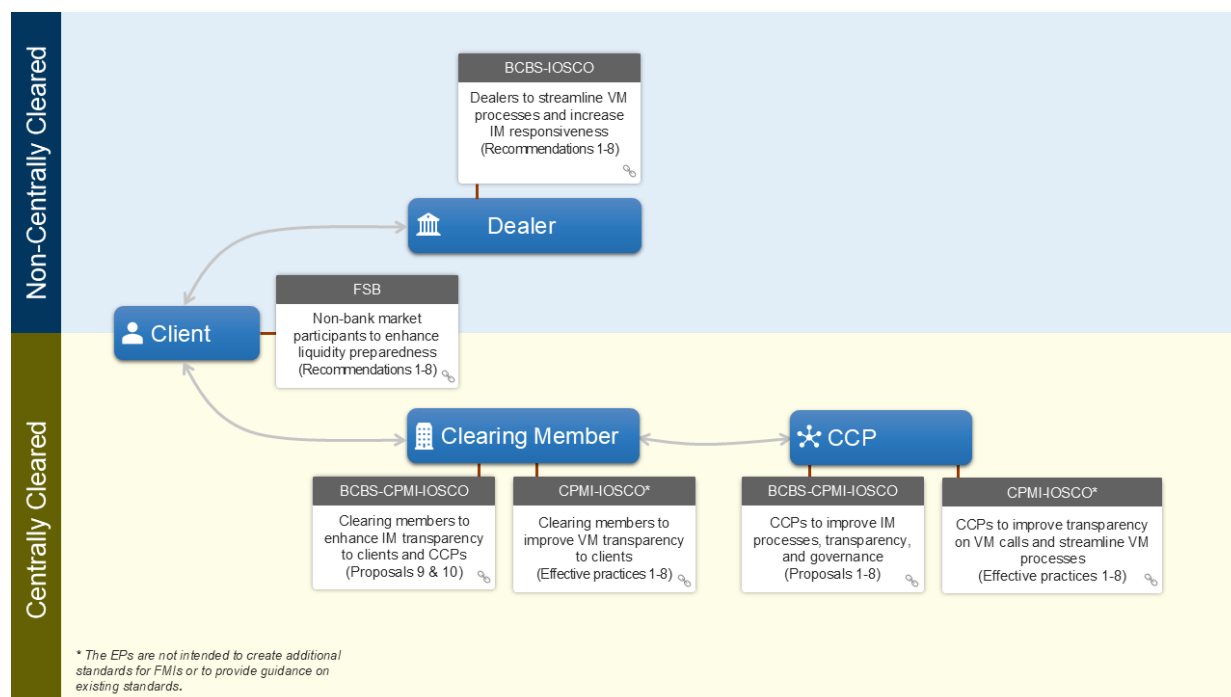 Non-Centrally Cleared
BCBS-IOSCO
Dealers to streamline VM
processes and increase
IM responsiveness
(Recommendations 1-8)
Dealer
FSB
Non-bank market
participants to enhance
liquidity preparedness
(Recommendations 1-8)
Client
Centrally Cleared
Clearing Member
CCP
BCBS-CPMI-IOSCO
Clearing members to
enhance IM transparency
to clients and CCPs
(Proposals 9 & 10)
CPMI-IOSCO*
Clearing members to
improve VM transparency
to clients
(Effective practices 1-8)
BCBS-CPMI-IOSCO
CCPs to improve IM
processes, transparency,
and governance
(Proposals 1-8)
CPMI-IOSCO*
CCPs to improve transparency
on VM calls and streamline VM
processes
(Effective practices 1-8)
* The EPs are not intended to create additional
standards for FMIs or to provide guidance on
existing standards.